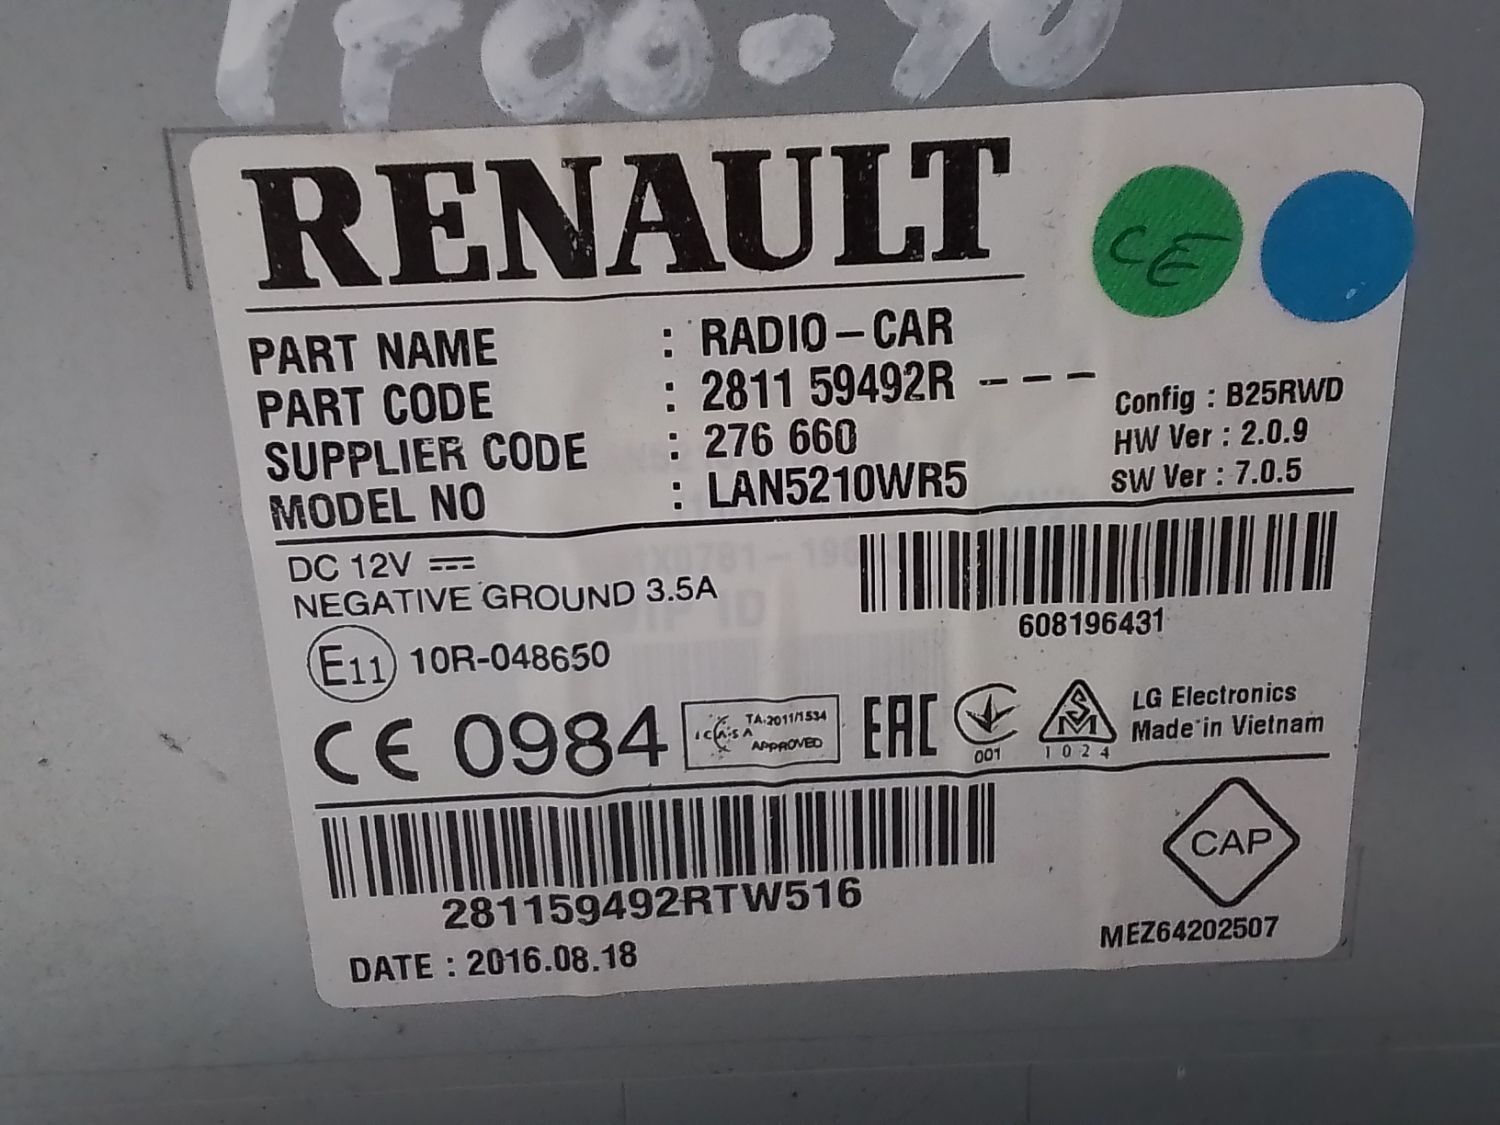 RENAULT
CE
PART NAME : RADIO-CAR
PART CODE : 2811 59492R ---
SUPPLIER CODE : 276 660
MODEL NO : LAN5210WR5
Config : B25RWD
HW Ver : 2.0.9
SW Ver : 7.0.5
DC 12V
NEGATIVE GROUND 3.5A
608196431
E11 10R-048650
CE 0984
ICASA TA-2011/1534
APPROVED
EAC
001
SM
1024
LG Electronics
Made in Vietnam
281159492RTW516
CAP
DATE : 2016.08.18
MEZ64202507